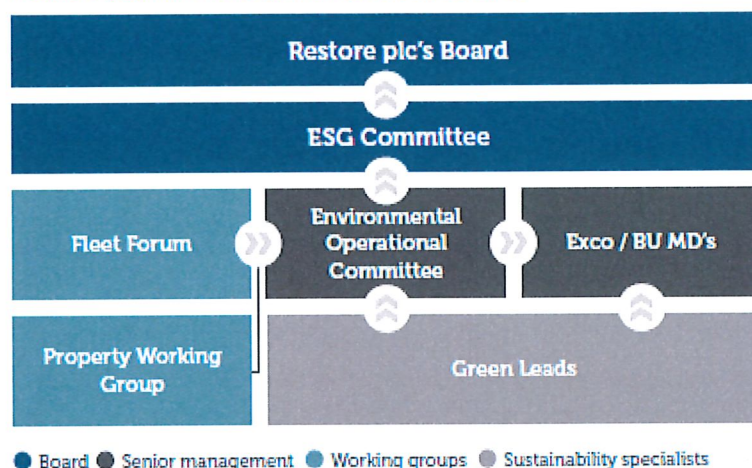 Restore plc's Board
ESG Committee
Fleet Forum
Environmental
Operational
Committee
Exco / BU MD's
Property Working
Group
Green Leads
Board Senior management Working groups Sustainability specialists